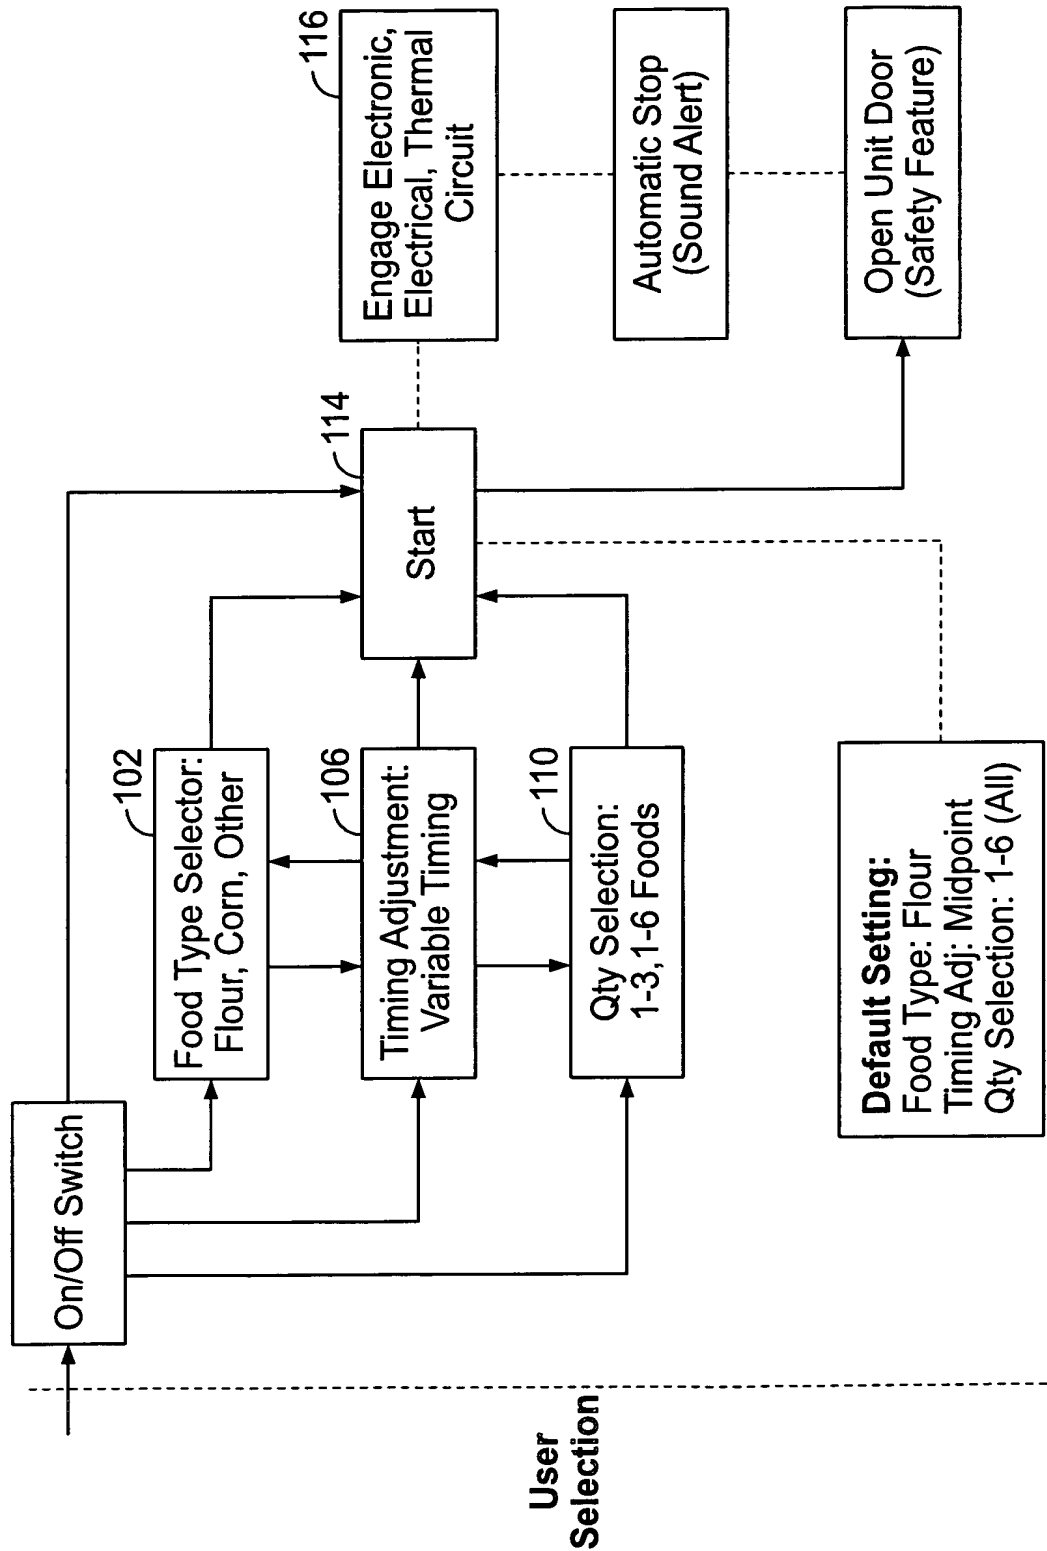 User
Selection
On/Off Switch
102
Food Type Selector:
Flour, Corn, Other
106
Timing Adjustment:
Variable Timing
110
Qty Selection:
1-3, 1-6 Foods
Default Setting:
Food Type: Flour
Timing Adj: Midpoint
Qty Selection: 1-6 (All)
114
Start
116
Engage Electronic,
Electrical, Thermal
Circuit
Automatic Stop
(Sound Alert)
Open Unit Door
(Safety Feature)